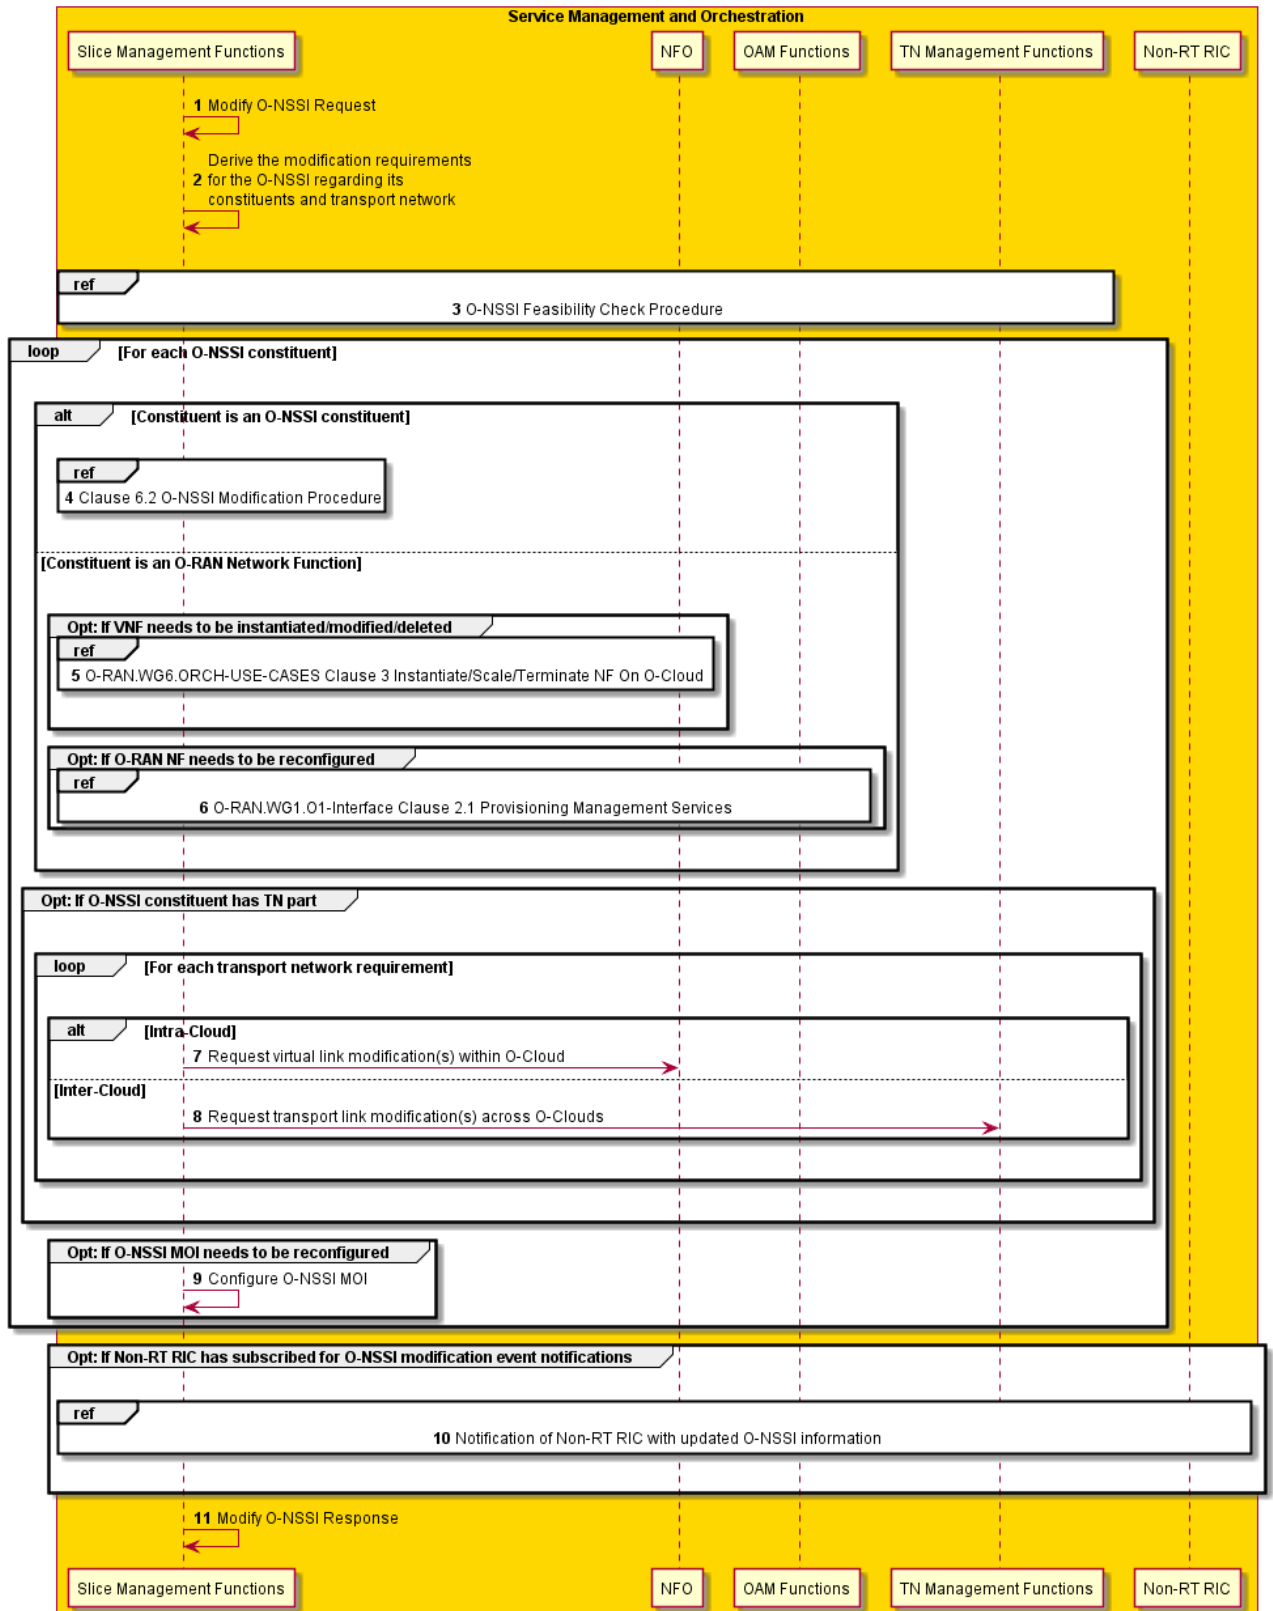 Service Management and Orchestration
Slice Management Functions
NFO
OAM Functions
TN Management Functions
Non-RT RIC
1 Modify O-NSSI Request
Derive the modification requirements
2 for the O-NSSI regarding its
constituents and transport network
ref
3 O-NSSI Feasibility Check Procedure
loop [For each O-NSSI constituent]
alt [Constituent is an O-NSSI constituent]
ref
4 Clause 6.2 O-NSSI Modification Procedure
[Constituent is an O-RAN Network Function]
Opt: If VNF needs to be instantiated/modified/deleted
ref
5 O-RAN.WG6.ORCH-USE-CASES Clause 3 Instantiate/Scale/Terminate NF On O-Cloud
Opt: If O-RAN NF needs to be reconfigured
ref
6 O-RAN.WG1.O1-Interface Clause 2.1 Provisioning Management Services
Opt: If O-NSSI constituent has TN part
loop [For each transport network requirement]
alt [Intra-Cloud]
7 Request virtual link modification(s) within O-Cloud
[Inter-Cloud]
8 Request transport link modification(s) across O-Clouds
Opt: If O-NSSI MOI needs to be reconfigured
9 Configure O-NSSI MOI
Opt: If Non-RT RIC has subscribed for O-NSSI modification event notifications
ref
10 Notification of Non-RT RIC with updated O-NSSI information
11 Modify O-NSSI Response
Slice Management Functions
NFO
OAM Functions
TN Management Functions
Non-RT RIC